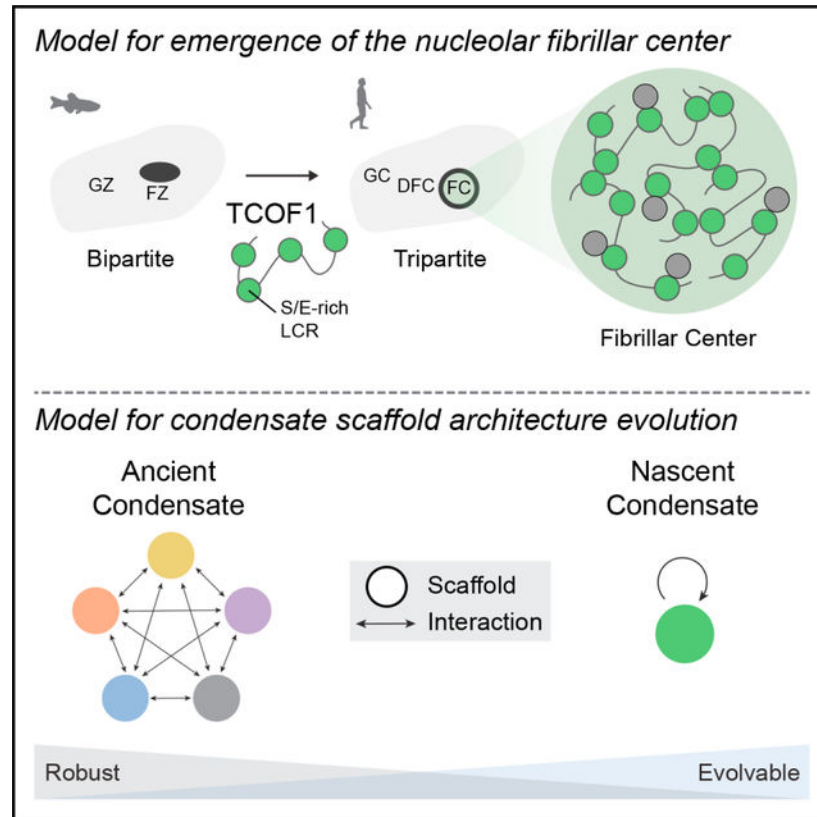 Model for emergence of the nucleolar fibrillar center
GZ
FZ
Bipartite
TCOF1
S/E-rich
LCR
GC
DFC
FC
Tripartite
Fibrillar Center
Model for condensate scaffold architecture evolution
Ancient
Condensate
Scaffold
Interaction
Nascent
Condensate
Robust
Evolvable